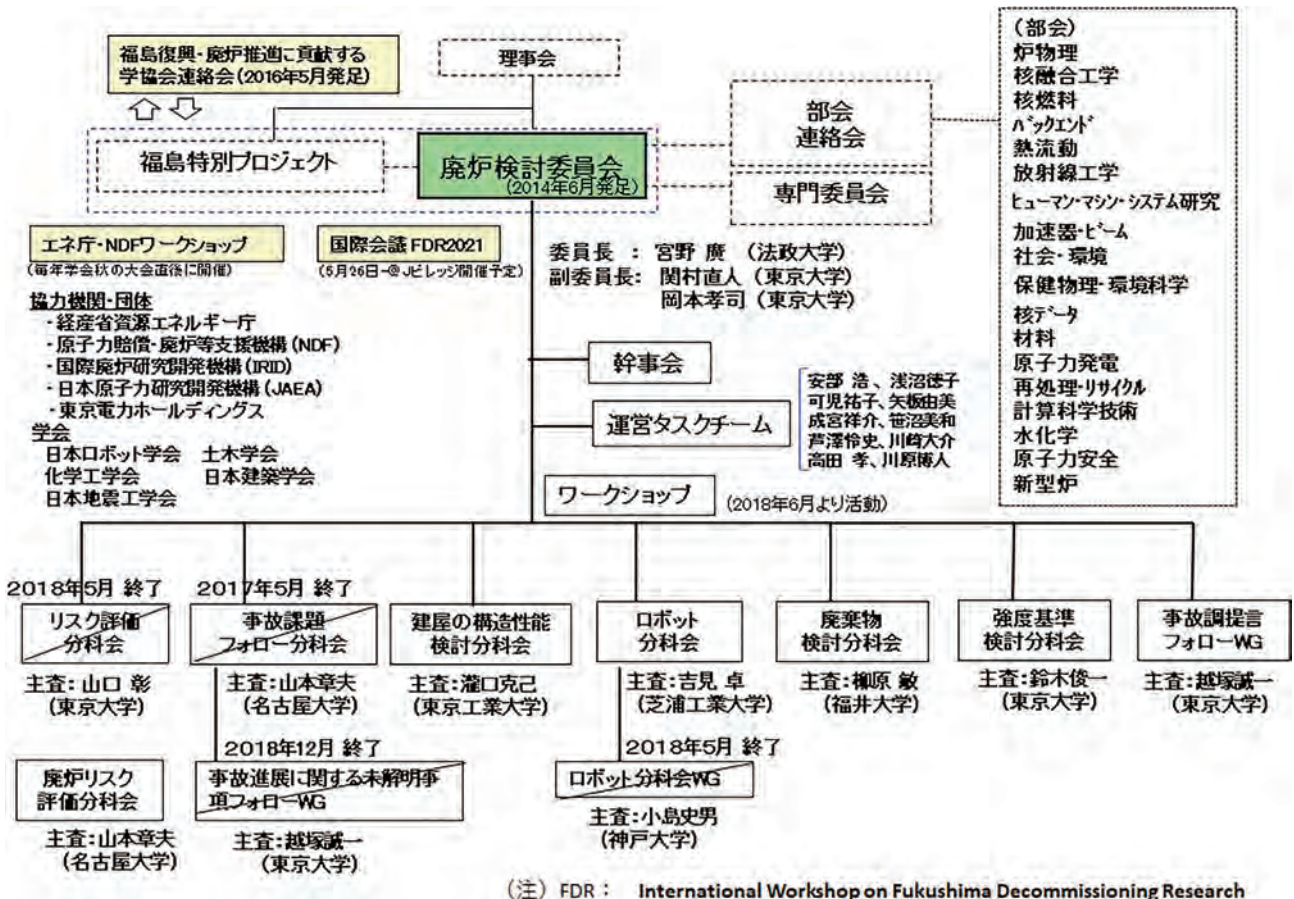 福島復興・廃炉推進に貢献する
学協会連絡会(2016年5月発足)
理事会
福島特別プロジェクト
廃炉検討委員会
(2014年6月発足)
部会
連絡会
専門委員会
(部会)
炉物理
核融合工学
核燃料
バックエンド
熱流動
放射線工学
ヒューマン・マシン・システム研究
加速器・ビーム
社会・環境
保健物理・環境科学
核データ
材料
原子力発電
再処理・リサイクル
計算科学技術
水化学
原子力安全
新型炉
エネ庁・NDFワークショップ
(毎年学会秋の大会直後に開催)
国際会議 FDR2021
(5月26日-@Jビレッジ開催予定)
委員長 : 宮野 廣 (法政大学)
副委員長: 関村直人 (東京大学)
岡本孝司 (東京大学)
協力機関・団体
・経産省資源エネルギー庁
・原子力賠償・廃炉等支援機構(NDF)
・国際廃炉研究開発機構(IRID)
・日本原子力研究開発機構(JAEA)
・東京電力ホールディングス
学会
日本ロボット学会 土木学会
化学工学会 日本建築学会
日本地震工学会
幹事会
運営タスクチーム
安部 浩、浅沼徳子
可児祐子、矢板由美
成宮祥介、笹沼美和
芦澤怜史、川崎大介
高田 孝、川原博人
ワークショップ
(2018年6月より活動)
2018年5月 終了
リスク評価
分科会
主査:山口 彰
(東京大学)
2017年5月 終了
事故課題
フォロー分科会
主査:山本章夫
(名古屋大学)
建屋の構造性能
検討分科会
主査:瀧口克己
(東京工業大学)
ロボット
分科会
主査:吉見 卓
(芝浦工業大学)
廃棄物
検討分科会
主査:柳原 敏
(福井大学)
強度基準
検討分科会
主査:鈴木俊一
(東京大学)
事故調提言
フォローWG
主査:越塚誠一
(東京大学)
廃炉リスク
評価分科会
主査:山本章夫
(名古屋大学)
2018年12月 終了
事故進展に関する未解明事
項フォローWG
主査:越塚誠一
(東京大学)
2018年5月 終了
ロボット分科会WG
主査:小島史男
(神戸大学)
(注) FDR : International Workshop on Fukushima Decommissioning Research